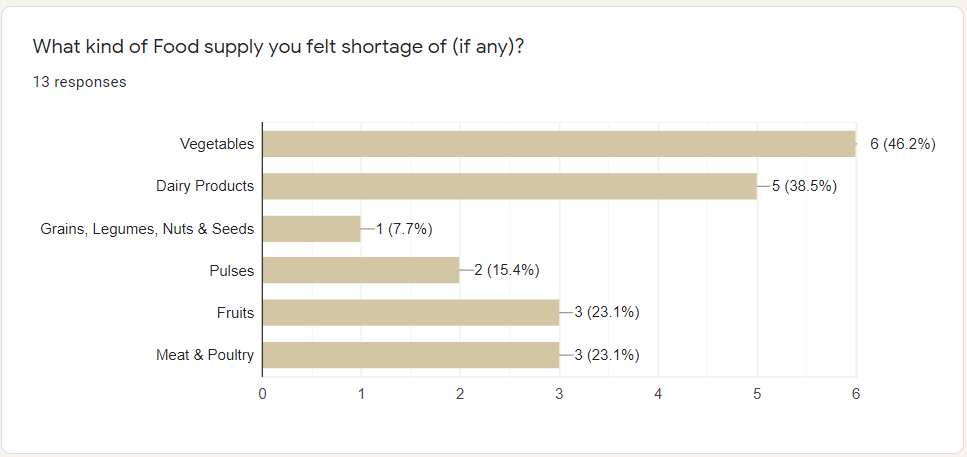 What kind of Food supply you felt shortage of (if any)?
13 responses
Vegetables 6 (46.2%)
Dairy Products 5 (38.5%)
Grains, Legumes, Nuts & Seeds 1 (7.7%)
Pulses 2 (15.4%)
Fruits 3 (23.1%)
Meat & Poultry 3 (23.1%)
0 1 2 3 4 5 6